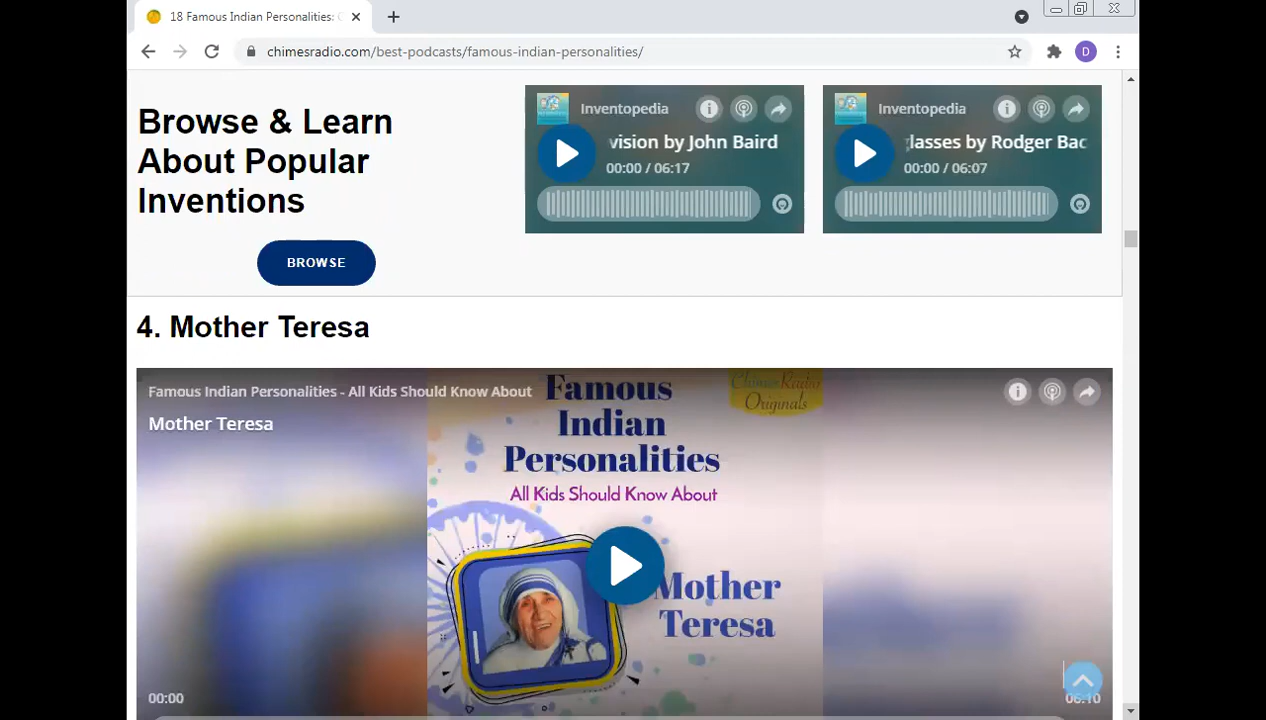 18 Famous Indian Personalities:
D
chimesradio.com/best-podcasts/famous-indian-personalities/
Browse & Learn
About Popular
Inventions
BROWSE
Inventopedia
vision by John Baird
00:00 / 06:17
Inventopedia
lasses by Rodger Bac
00:00 / 06:07
4. Mother Teresa
Famous Indian Personalities - All Kids Should Know About
Mother Teresa
Famous
Indian
Personalities
All Kids Should Know About
Chimes Radio
Originals
Mother
Teresa
00:00
06:10